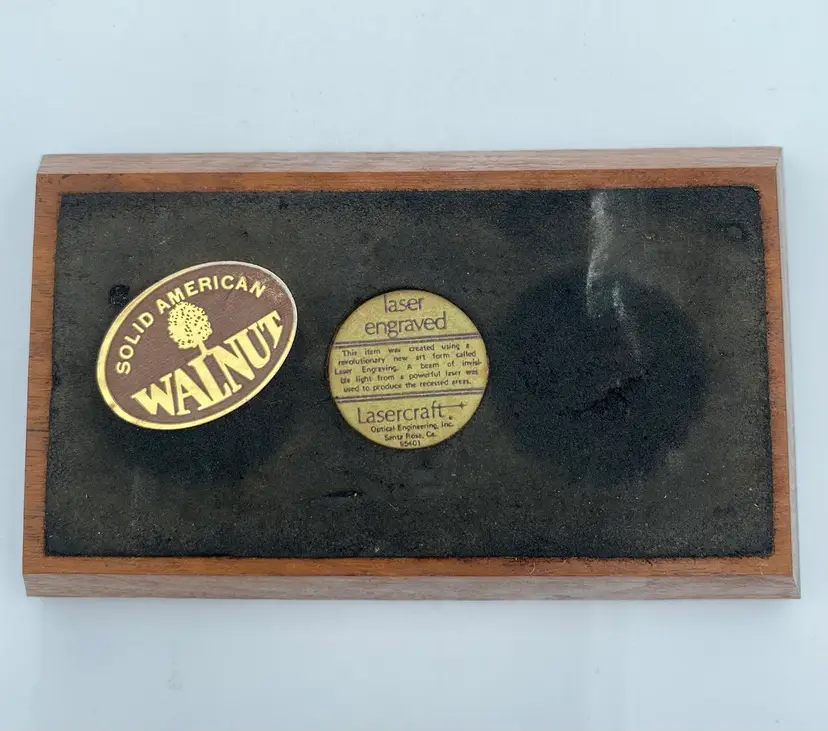 SOLID AMERICAN
WALNUT
laser
engraved
This item was created using a
revolutionary new art form called
Laser Engraving. A beam of invisi-
ble light from a powerful laser was
used to produce the recessed areas.
Lasercraft
Optical Engineering, Inc.
Santa Rosa, Ca.
95401